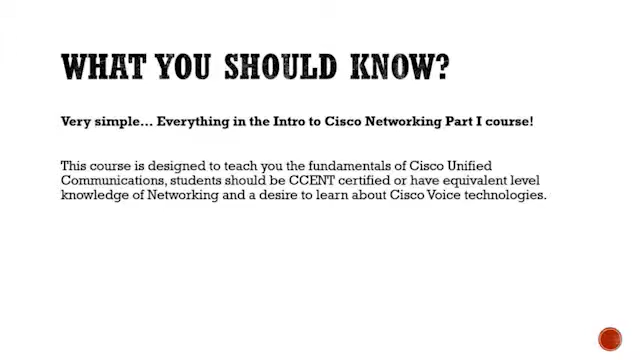 WHAT YOU SHOULD KNOW?
Very simple... Everything in the Intro to Cisco Networking Part I course!
This course is designed to teach you the fundamentals of Cisco Unified
Communications, students should be CCENT certified or have equivalent level
knowledge of Networking and a desire to learn about Cisco Voice technologies.